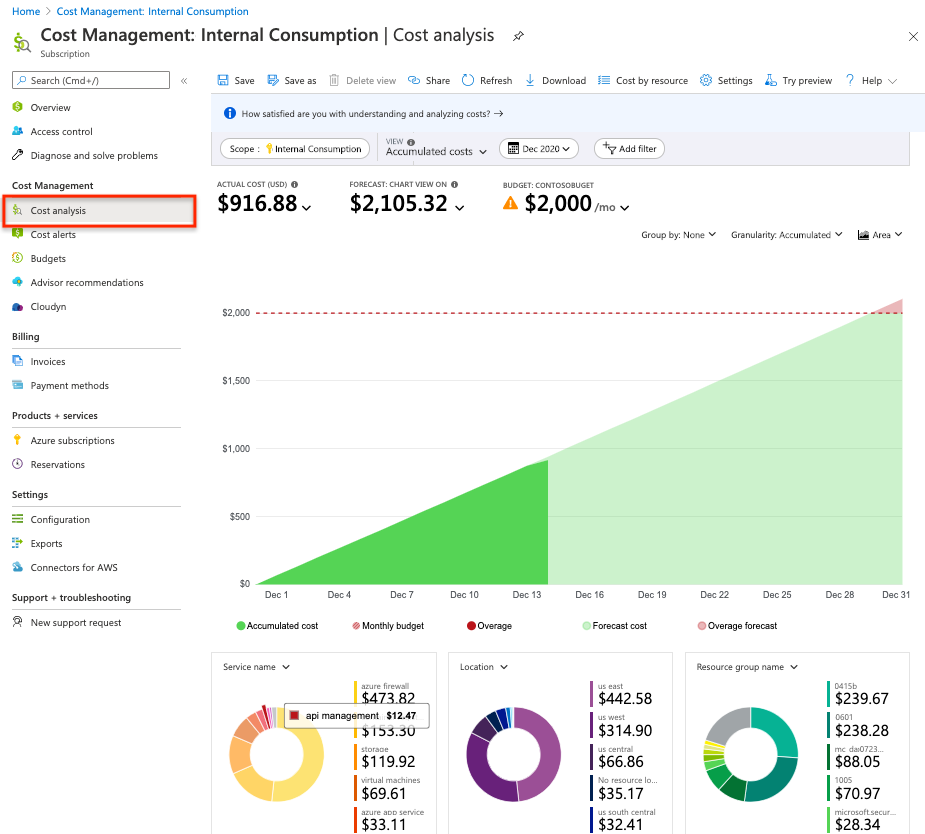 Home > Cost Management: Internal Consumption
Cost Management: Internal Consumption | Cost analysis
Subscription
Search (Cmd+/)
«
Overview
Access control
Diagnose and solve problems
Cost Management
Cost analysis
Cost alerts
Budgets
Advisor recommendations
Cloudyn
Billing
Invoices
Payment methods
Products + services
Azure subscriptions
Reservations
Settings
Configuration
Exports
Connectors for AWS
Support + troubleshooting
New support request
Save Save as Delete view Share Refresh Download Cost by resource Settings Try preview Help
How satisfied are you with understanding and analyzing costs? →
Scope : Internal Consumption
VIEW
Accumulated costs
Dec 2020
Add filter
ACTUAL COST (USD)
$916.88
FORECAST: CHART VIEW ON
$2,105.32
BUDGET: CONTOSOBUGET
$2,000 /mo
Group by: None Granularity: Accumulated Area
$2,000
$1,500
$1,000
$500
$0
Dec 1 Dec 4 Dec 7 Dec 10 Dec 13 Dec 16 Dec 19 Dec 22 Dec 25 Dec 28 Dec 31
Accumulated cost Monthly budget Overage Forecast cost Overage forecast
Service name
azure firewall
$473.82
api management $12.47
$153.30
storage
$119.92
virtual machines
$69.61
azure app service
$33.11
Location
us east
$442.58
us west
$314.90
us central
$66.86
No resource lo...
$35.17
us south central
$32.41
Resource group name
0415b
$239.67
0601
$238.28
mc_da0723...
$88.05
1005
$70.97
microsoft.secur...
$28.34